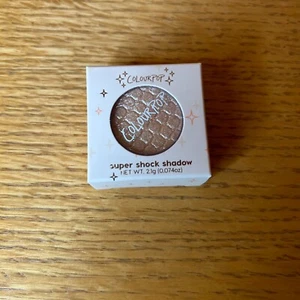 COLOURPOP
COLOURPOP
super shock shadow
NET WT. 2.1g (0.074oz)